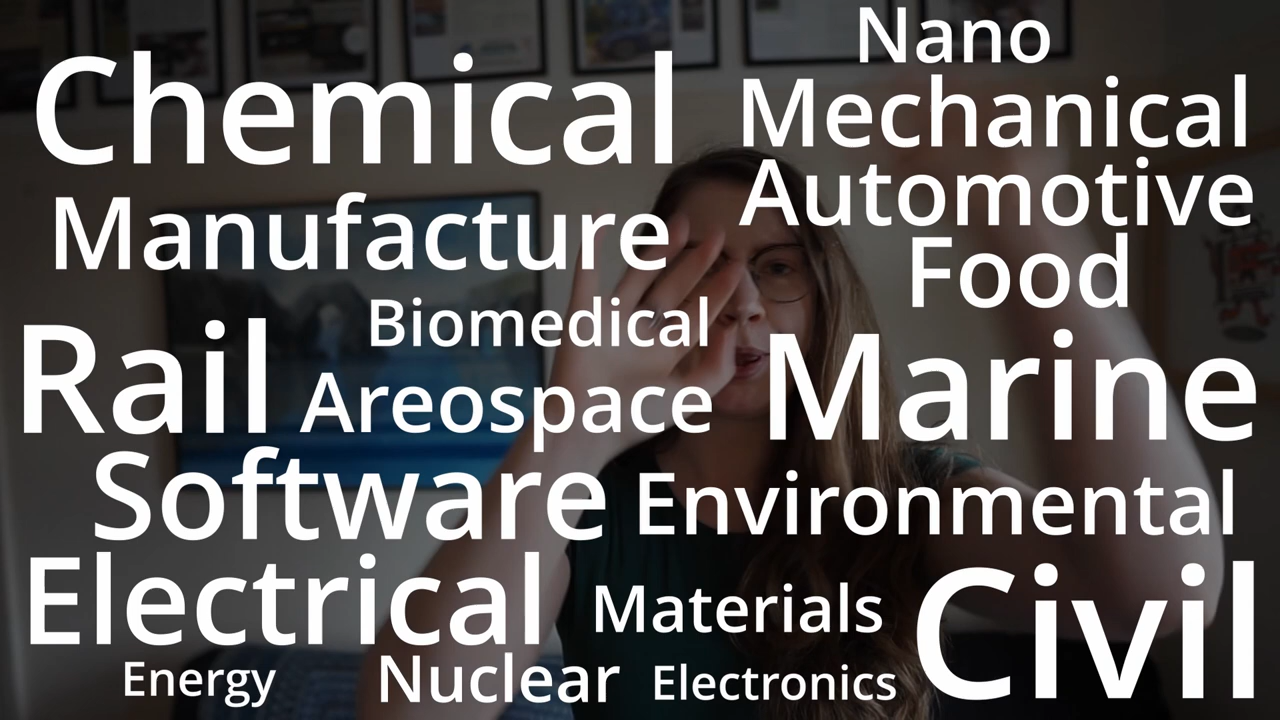 Nano
Chemical
Mechanical
Automotive
Manufacture
Food
Biomedical
Rail
Areospace
Marine
Software
Environmental
Electrical
Materials
Civil
Energy
Nuclear
Electronics